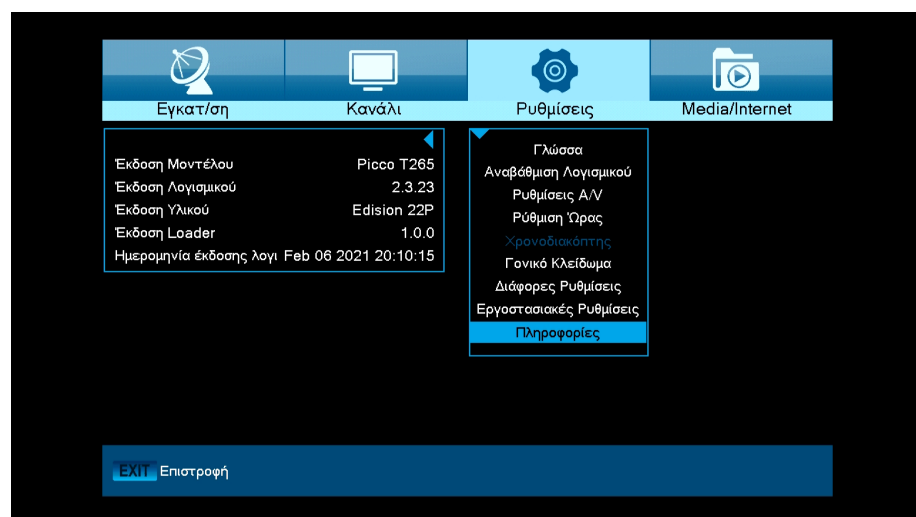 Εγκατ/ση
Κανάλι
Ρυθμίσεις
Media/Internet
Έκδοση Μοντέλου Picco T265
Έκδοση Λογισμικού 2.3.23
Έκδοση Υλικού Edision 22P
Έκδοση Loader 1.0.0
Ημερομηνία έκδοσης λογι Feb 06 2021 20:10:15
Γλώσσα
Αναβάθμιση Λογισμικού
Ρυθμίσεις A/V
Ρύθμιση Ώρας
Χρονοδιακόπτης
Γονικό Κλείδωμα
Διάφορες Ρυθμίσεις
Εργοστασιακές Ρυθμίσεις
Πληροφορίες
EXIT Επιστροφή